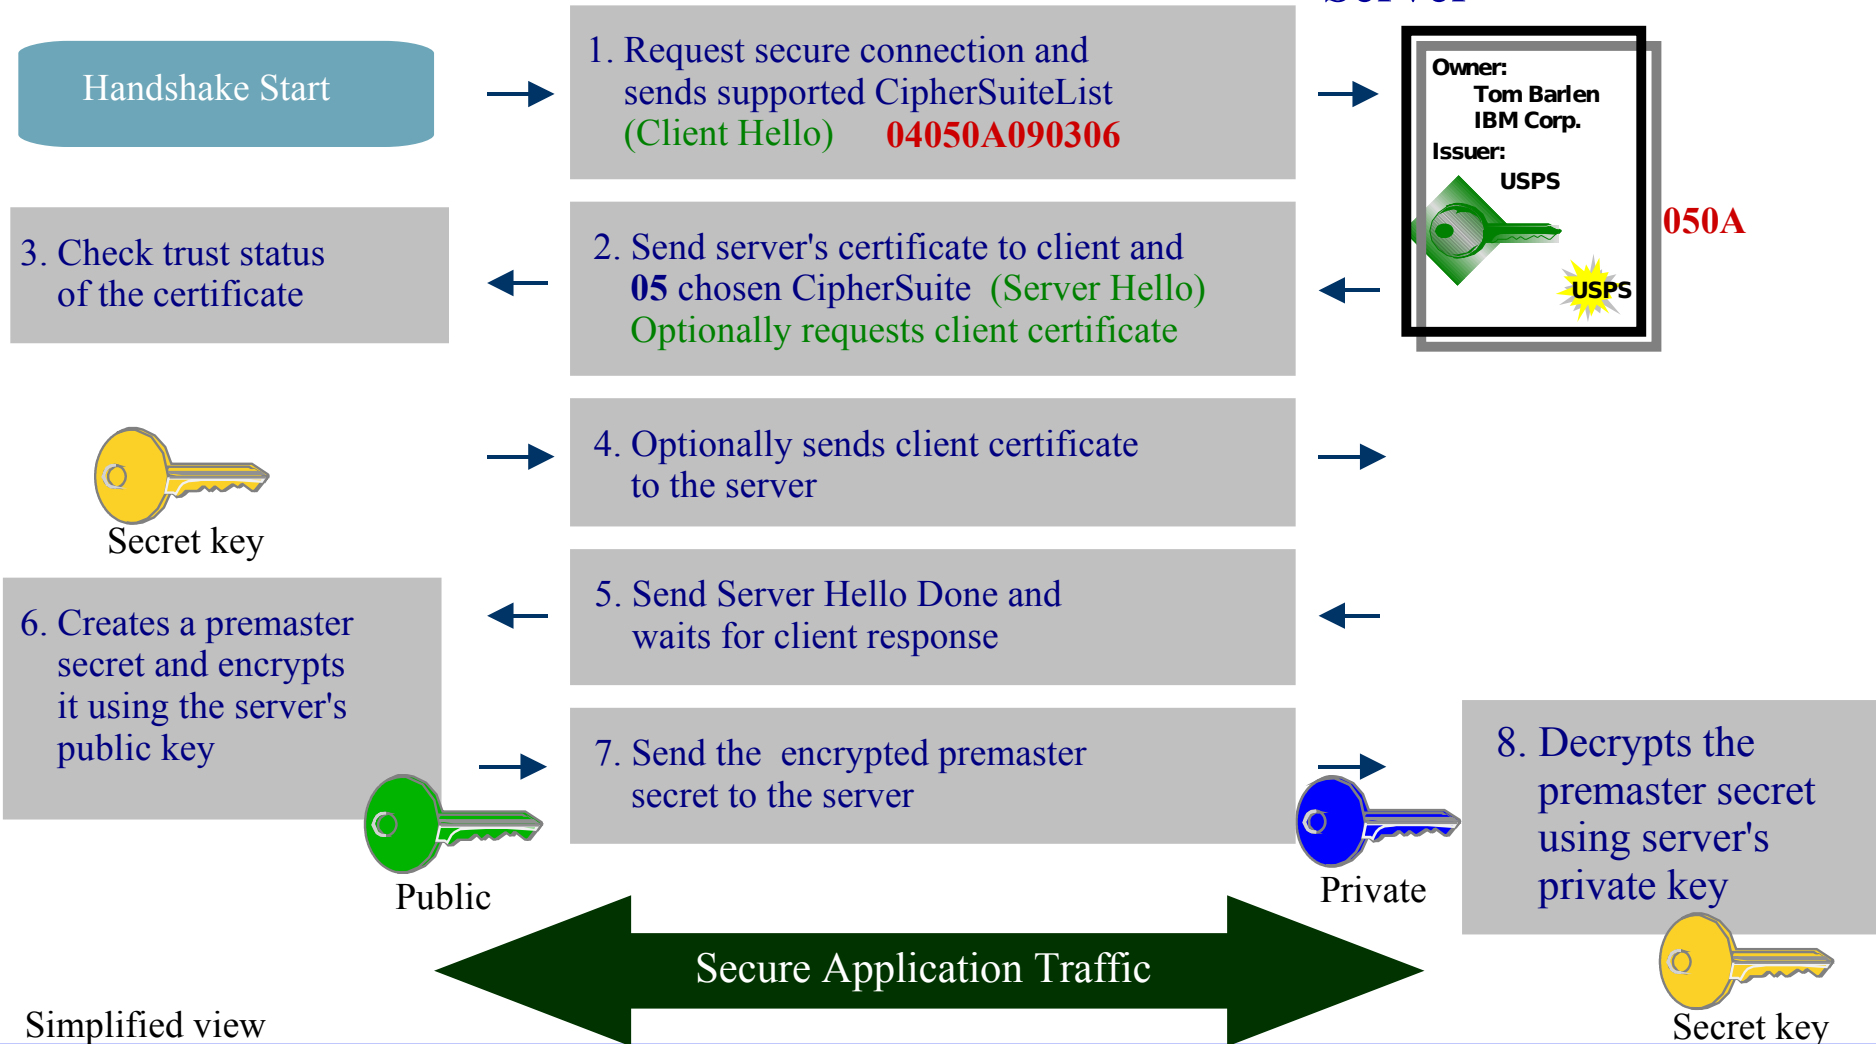 Server
Handshake Start
1. Request secure connection and
sends supported CipherSuiteList
(Client Hello) 04050A090306
Owner:
Tom Barlen
IBM Corp.
Issuer:
USPS
USPS
050A
2. Send server's certificate to client and
05 chosen CipherSuite (Server Hello)
Optionally requests client certificate
3. Check trust status
of the certificate
4. Optionally sends client certificate
to the server
Secret key
5. Send Server Hello Done and
waits for client response
6. Creates a premaster
secret and encrypts
it using the server's
public key
Public
7. Send the encrypted premaster
secret to the server
Private
8. Decrypts the
premaster secret
using server's
private key
Secret key
Secure Application Traffic
Simplified view